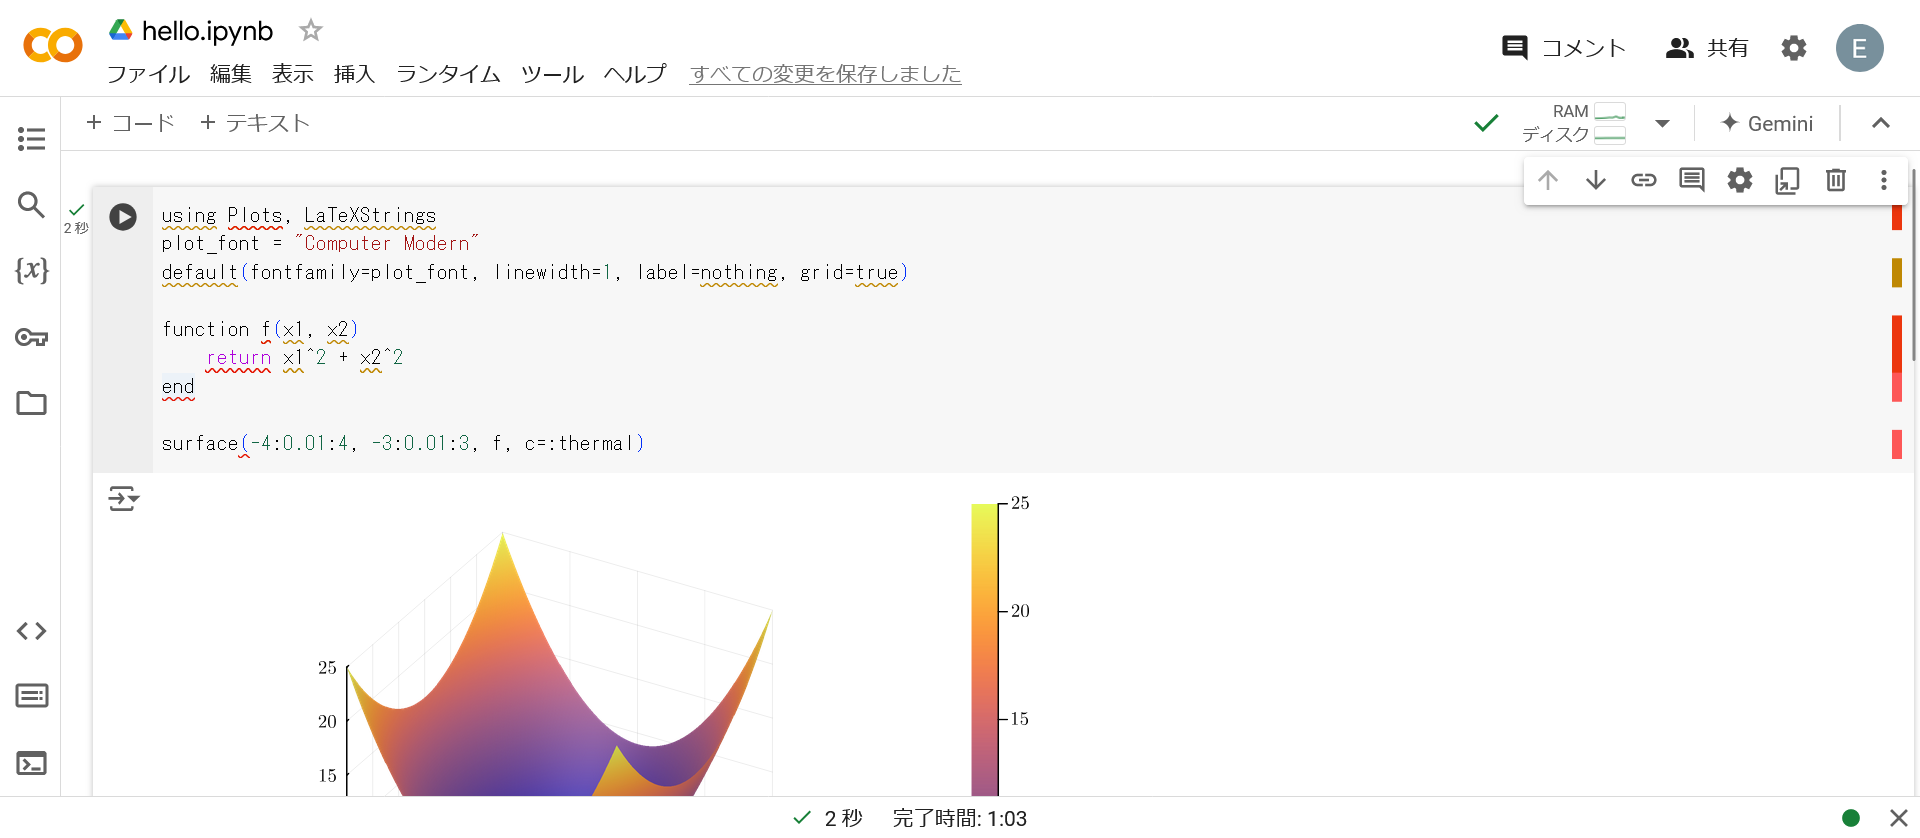 hello.ipynb
ファイル 編集 表示 挿入 ランタイム ツール ヘルプ すべての変更を保存しました
コメント 共有 E
+ コード + テキスト
RAM
ディスク
Gemini
2 秒
{x}
using Plots, LaTeXStrings
plot_font = "Computer Modern"
default(fontfamily=plot_font, linewidth=1, label=nothing, grid=true)
function f(x1, x2)
    return x1^2 + x2^2
end
surface(-4:0.01:4, -3:0.01:3, f, c=:thermal)
25
20
15
25
20
15
2 秒 完了時間: 1:03